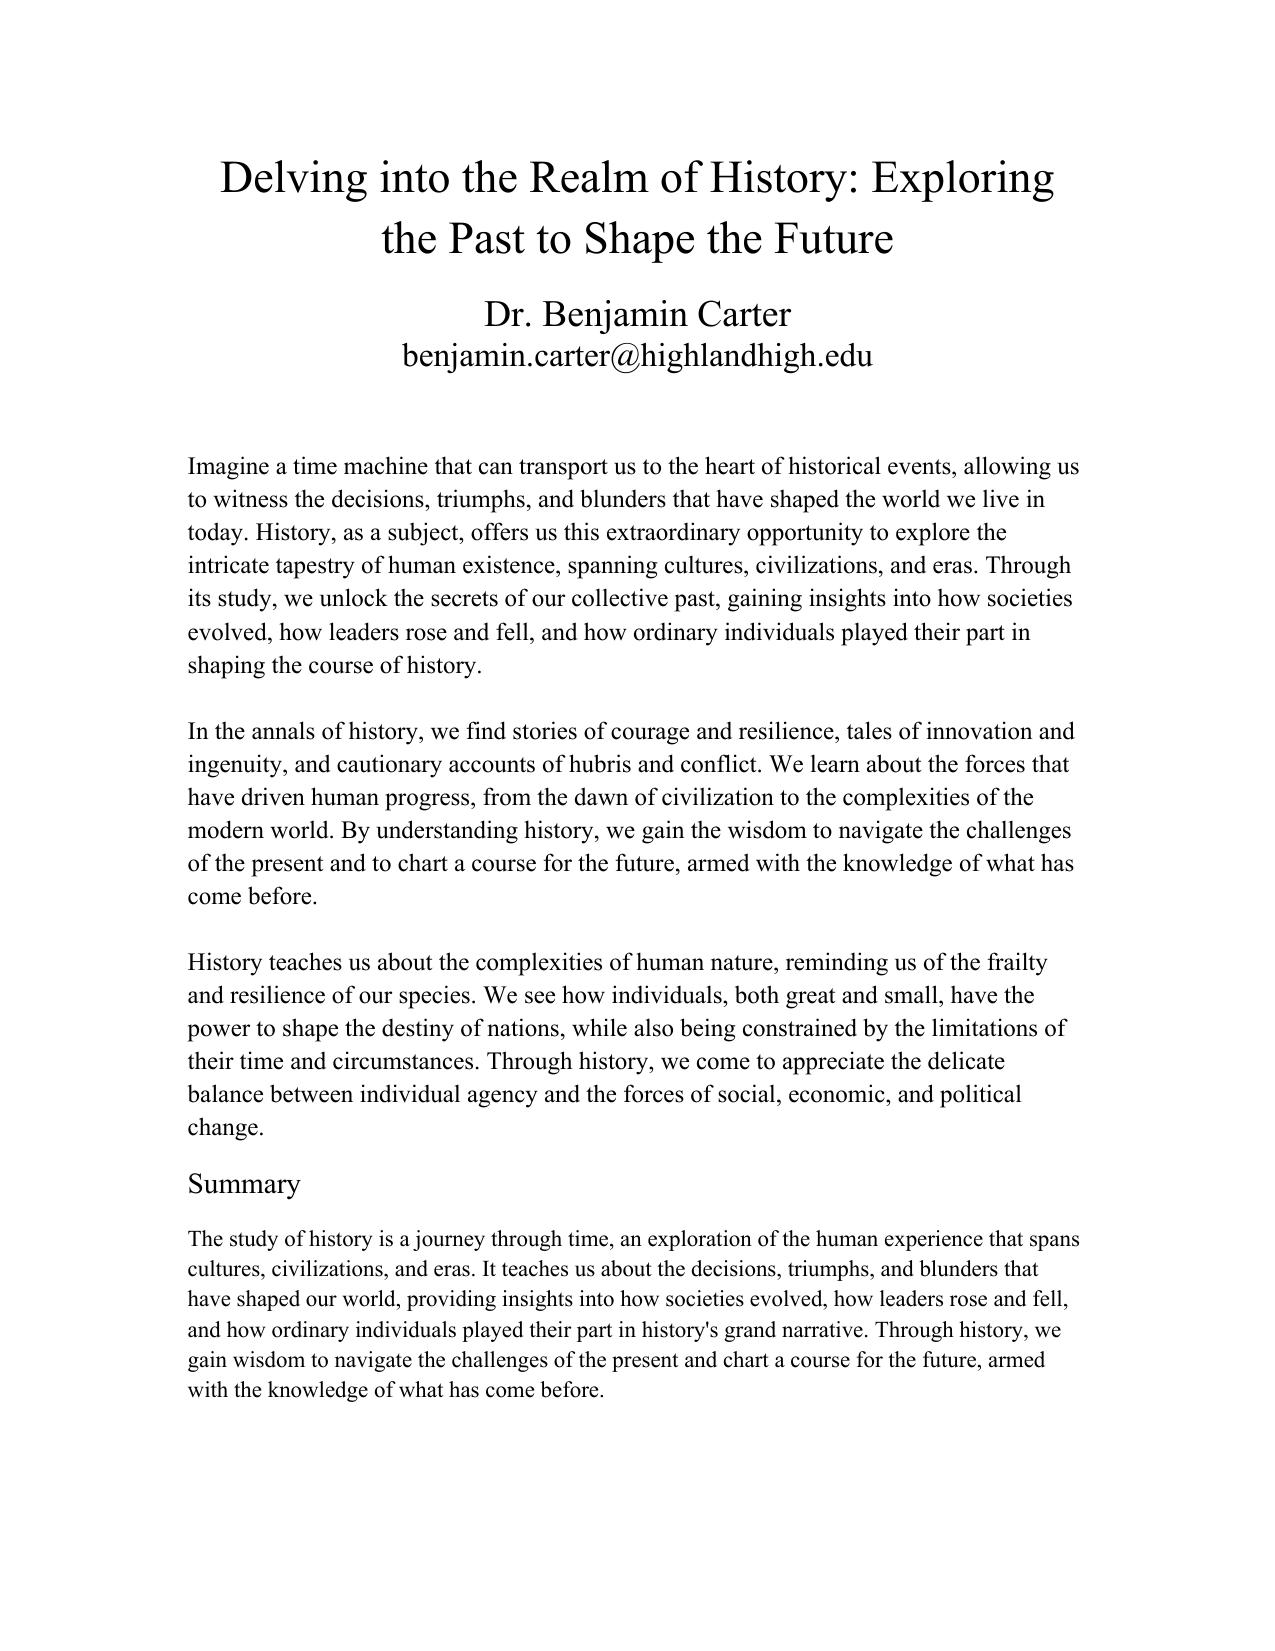 Delving into the Realm of History: Exploring
the Past to Shape the Future
Dr. Benjamin Carter
benjamin.carter@highlandhigh.edu
Imagine a time machine that can transport us to the heart of historical events, allowing us
to witness the decisions, triumphs, and blunders that have shaped the world we live in
today. History, as a subject, offers us this extraordinary opportunity to explore the
intricate tapestry of human existence, spanning cultures, civilizations, and eras. Through
its study, we unlock the secrets of our collective past, gaining insights into how societies
evolved, how leaders rose and fell, and how ordinary individuals played their part in
shaping the course of history.
In the annals of history, we find stories of courage and resilience, tales of innovation and
ingenuity, and cautionary accounts of hubris and conflict. We learn about the forces that
have driven human progress, from the dawn of civilization to the complexities of the
modern world. By understanding history, we gain the wisdom to navigate the challenges
of the present and to chart a course for the future, armed with the knowledge of what has
come before.
History teaches us about the complexities of human nature, reminding us of the frailty
and resilience of our species. We see how individuals, both great and small, have the
power to shape the destiny of nations, while also being constrained by the limitations of
their time and circumstances. Through history, we come to appreciate the delicate
balance between individual agency and the forces of social, economic, and political
change.
Summary
The study of history is a journey through time, an exploration of the human experience that spans
cultures, civilizations, and eras. It teaches us about the decisions, triumphs, and blunders that
have shaped our world, providing insights into how societies evolved, how leaders rose and fell,
and how ordinary individuals played their part in history's grand narrative. Through history, we
gain wisdom to navigate the challenges of the present and chart a course for the future, armed
with the knowledge of what has come before.